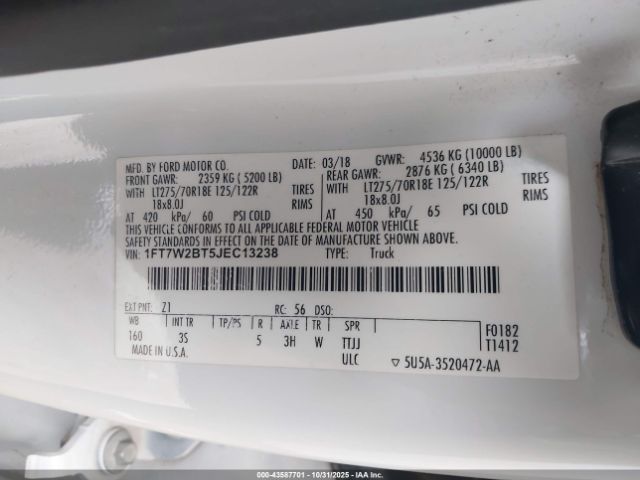 MFD. BY FORD MOTOR CO. DATE: 03/18 GVWR: 4536 KG (10000 LB)
FRONT GAWR: 2359 KG ( 5200 LB) REAR GAWR: 2876 KG ( 6340 LB)
WITH LT275/70R18E 125/122R TIRES WITH LT275/70R18E 125/122R TIRES
18x8.0J RIMS 18x8.0J RIMS
AT 420 kPa/ 60 PSI COLD AT 450 kPa/ 65 PSI COLD
THIS VEHICLE CONFORMS TO ALL APPLICABLE FEDERAL MOTOR VEHICLE
SAFETY STANDARDS IN EFFECT ON THE DATE OF MANUFACTURE SHOWN ABOVE.
VIN: 1FT7W2BT5JEC13238 TYPE: Truck
EXT PNT: Z1 RC: 56 DSO: F0182
WB INT TR TP/PS R AXLE TR SPR T1412
160 3S 5 3H W TTJJ
MADE IN U.S.A. ULC ▽ 5U5A-3520472-AA
000-43587701 - 10/31/2025 - IAA, Inc.